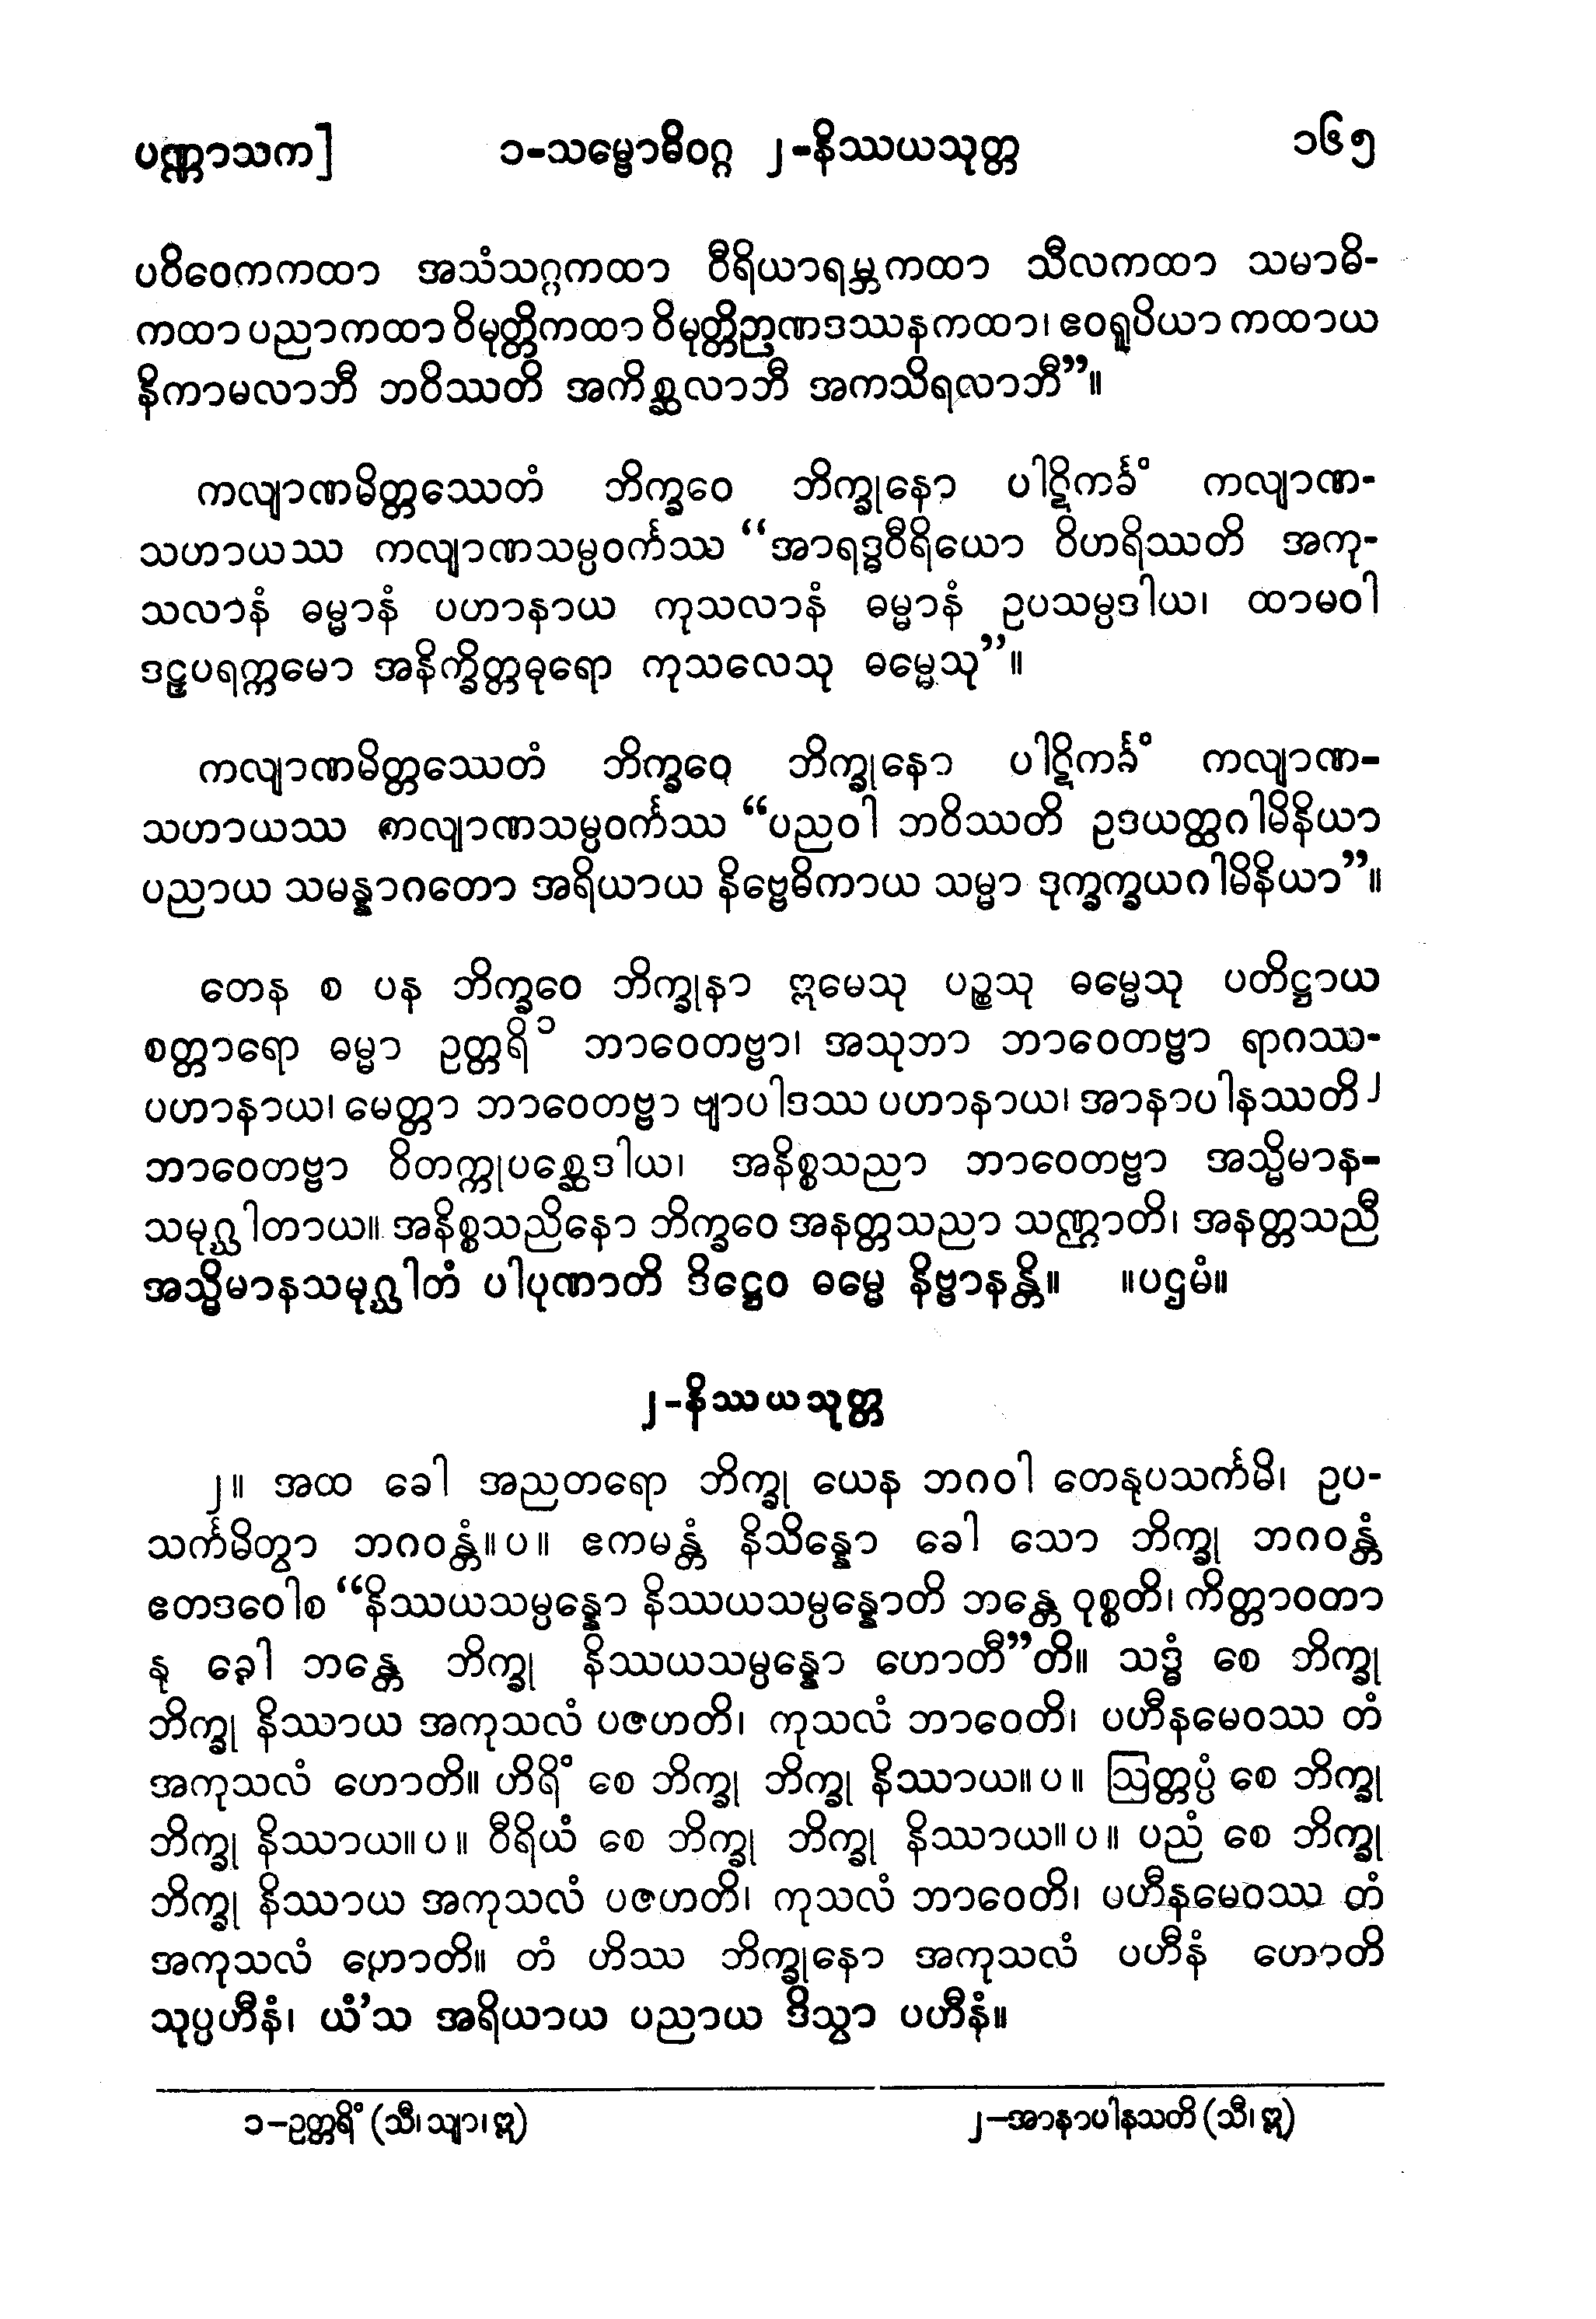 ပဏ္ဏာသက]    ၁-သမ္ဗောဓိဝဂ္ဂ ၂-နိဿယသုတ္တ    ၁၆၅
ပဝိဝေကကထာ အသံသဂ္ဂကထာ ဝီရိယာရမ္ဘကထာ သီလကထာ သမာဓိ-
ကထာ ပညာကထာ ဝိမုတ္တိကထာ ဝိမုတ္တိဉာဏဒဿနကထာ၊ ဧဝရူပိယာ ကထာယ
နိကာမလာဘီ ဘဝိဿတိ အကိစ္ဆလာဘီ အကသိရလာဘီ”။
ကလျာဏမိတ္တဿေတံ ဘိက္ခဝေ ဘိက္ခုနော ပါဋိကင်္ခံ ကလျာဏ-
သဟာယဿ ကလျာဏသမ္ပဝင်္ကဿ “အာရဒ္ဓဝီရိယော ဝိဟရိဿတိ အကု-
သလာနံ ဓမ္မာနံ ပဟာနာယ ကုသလာနံ ဓမ္မာနံ ဥပသမ္ပဒါယ၊ ထာမဝါ
ဒဠှပရက္ကမော အနိက္ခိတ္တဓုရော ကုသလေသု ဓမ္မေသု”။
ကလျာဏမိတ္တဿေတံ ဘိက္ခဝေ ဘိက္ခုနော ပါဋိကင်္ခံ ကလျာဏ-
သဟာယဿ ကလျာဏသမ္ပဝင်္ကဿ “ပညဝါ ဘဝိဿတိ ဥဒယတ္ထဂါမိနိယာ
ပညာယ သမန္နာဂတော အရိယာယ နိဗ္ဗေဓိကာယ သမ္မာ ဒုက္ခက္ခယဂါမိနိယာ”။
တေန စ ပန ဘိက္ခဝေ ဘိက္ခုနာ ဣမေသု ပဉ္စသု ဓမ္မေသု ပတိဋ္ဌာယ
စတ္တာရော ဓမ္မာ ဥတ္တရိ၁ ဘာဝေတဗ္ဗာ၊ အသုဘာ ဘာဝေတဗ္ဗာ ရာဂဿ-
ပဟာနာယ၊ မေတ္တာ ဘာဝေတဗ္ဗာ ဗျာပါဒဿ ပဟာနာယ၊ အာနာပါနဿတိ၂
ဘာဝေတဗ္ဗာ ဝိတက္ကုပစ္ဆေဒါယ၊ အနိစ္စသညာ ဘာဝေတဗ္ဗာ အသ္မိမာန-
သမုဂ္ဃါတာယ။ အနိစ္စသညိနော ဘိက္ခဝေ အနတ္တသညာ သဏ္ဌာတိ၊ အနတ္တသညီ
အသ္မိမာနသမုဂ္ဃါတံ ပါပုဏာတိ ဒိဋ္ဌေဝ ဓမ္မေ နိဗ္ဗာနန္တိ။    ။ပဌမံ။
၂-နိဿယသုတ္တ
၂။ အထ ခေါ အညတရော ဘိက္ခု ယေန ဘဂဝါ တေနုပသင်္ကမိ၊ ဥပ-
သင်္ကမိတွာ ဘဂဝန္တံ။ပ။ ဧကမန္တံ နိသိန္နော ခေါ သော ဘိက္ခု ဘဂဝန္တံ
ဧတဒဝေါစ “နိဿယသမ္ပန္နော နိဿယသမ္ပန္နောတိ ဘန္တေ ဝုစ္စတိ၊ ကိတ္တာဝတာ
နု ခေါ ဘန္တေ ဘိက္ခု နိဿယသမ္ပန္နော ဟောတီ”တိ။ သဒ္ဓံ စေ ဘိက္ခု
ဘိက္ခု နိဿာယ အကုသလံ ပဇဟတိ၊ ကုသလံ ဘာဝေတိ၊ ပဟီနမေဝဿ တံ
အကုသလံ ဟောတိ။ ဟိရိံ စေ ဘိက္ခု ဘိက္ခု နိဿာယ။ပ။ ဩတ္တပ္ပံ စေ ဘိက္ခု
ဘိက္ခု နိဿာယ။ပ။ ဝီရိယံ စေ ဘိက္ခု ဘိက္ခု နိဿာယ။ပ။ ပညံ စေ ဘိက္ခု
ဘိက္ခု နိဿာယ အကုသလံ ပဇဟတိ၊ ကုသလံ ဘာဝေတိ၊ ပဟီနမေဝဿ တံ
အကုသလံ ဟောတိ။ တံ ဟိဿ ဘိက္ခုနော အကုသလံ ပဟီနံ ဟောတိ
သုပ္ပဟီနံ၊ ယံ’သ အရိယာယ ပညာယ ဒိသွာ ပဟီနံ။
၁-ဥတ္တရိံ (သီ၊ သျာ၊ ဣ)    ၂-အာနာပါနသတိ (သီ၊ ဣ)